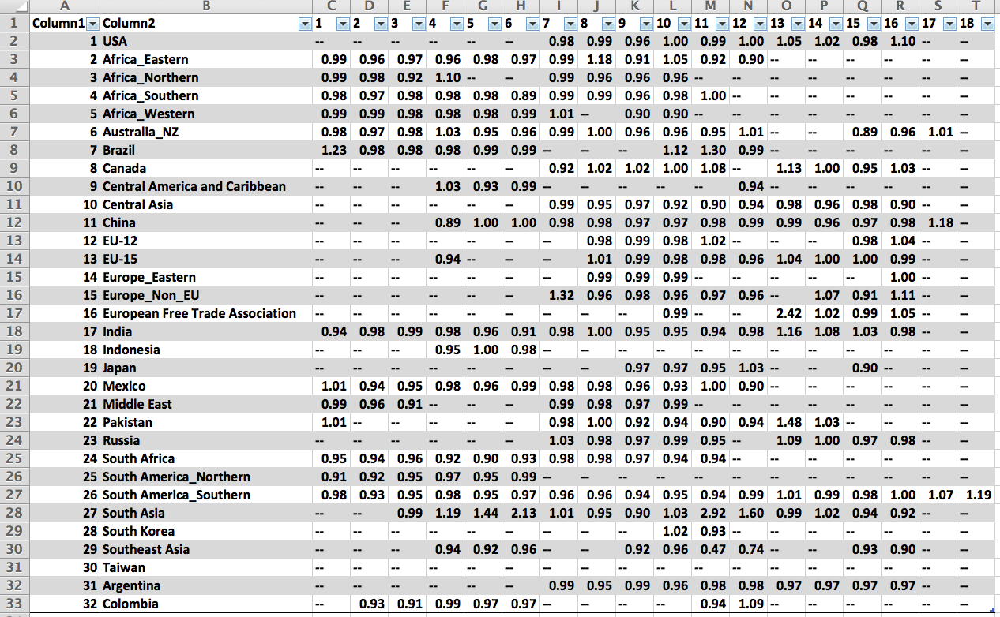 A B C D E F G H I J K L M N O P Q R S T
1 Column1 Column2 1 2 3 4 5 6 7 8 9 10 11 12 13 14 15 16 17 18
2 1 USA -- -- -- -- -- -- 0.98 0.99 0.96 1.00 0.99 1.00 1.05 1.02 0.98 1.10 -- --
3 2 Africa_Eastern 0.99 0.96 0.97 0.96 0.98 0.97 0.99 1.18 0.91 1.05 0.92 0.90 -- -- -- -- -- --
4 3 Africa_Northern 0.99 0.98 0.92 1.10 -- -- 0.99 0.96 0.96 0.96 -- -- -- -- -- -- -- --
5 4 Africa_Southern 0.98 0.97 0.98 0.98 0.98 0.89 0.99 0.99 0.96 0.98 1.00 -- -- -- -- -- -- --
6 5 Africa_Western 0.99 0.99 0.98 0.98 0.98 0.99 1.01 -- 0.90 0.90 -- -- -- -- -- -- -- --
7 6 Australia_NZ 0.98 0.97 0.98 1.03 0.95 0.96 0.99 1.00 0.96 0.96 0.95 1.01 -- -- 0.89 0.96 1.01 --
8 7 Brazil 1.23 0.98 0.98 0.98 0.99 0.99 -- -- -- 1.12 1.30 0.99 -- -- -- -- -- --
9 8 Canada -- -- -- -- -- -- 0.92 1.02 1.02 1.00 1.08 -- 1.13 1.00 0.95 1.03 -- --
10 9 Central America and Caribbean -- -- -- 1.03 0.93 0.99 -- -- -- -- -- 0.94 -- -- -- -- -- --
11 10 Central Asia -- -- -- -- -- -- 0.99 0.95 0.97 0.92 0.90 0.94 0.98 0.96 0.98 0.90 -- --
12 11 China -- -- -- 0.89 1.00 1.00 0.98 0.98 0.97 0.97 0.98 0.99 0.99 0.96 0.97 0.98 1.18 --
13 12 EU-12 -- -- -- -- -- -- -- 0.98 0.99 0.98 1.02 -- -- -- 0.98 1.04 -- --
14 13 EU-15 -- -- -- 0.94 -- -- -- 1.01 0.99 0.98 0.98 0.96 1.04 1.00 1.00 0.99 -- --
15 14 Europe_Eastern -- -- -- -- -- -- -- 0.99 0.99 0.99 -- -- -- -- -- 1.00 -- --
16 15 Europe_Non_EU -- -- -- -- -- -- 1.32 0.96 0.98 0.96 0.97 0.96 -- 1.07 0.91 1.11 -- --
17 16 European Free Trade Association -- -- -- -- -- -- -- -- -- 0.99 -- -- 2.42 1.02 0.99 1.05 -- --
18 17 India 0.94 0.98 0.99 0.98 0.96 0.91 0.98 1.00 0.95 0.95 0.94 0.98 1.16 1.08 1.03 0.98 -- --
19 18 Indonesia -- -- -- 0.95 1.00 0.98 -- -- -- -- -- -- -- -- -- -- -- --
20 19 Japan -- -- -- -- -- -- -- -- 0.97 0.97 0.95 1.03 -- -- 0.90 -- -- --
21 20 Mexico 1.01 0.94 0.95 0.98 0.96 0.99 0.98 0.98 0.96 0.93 1.00 0.90 -- -- -- -- -- --
22 21 Middle East 0.99 0.96 0.91 -- -- -- 0.99 0.98 0.97 0.99 -- -- -- -- -- -- -- --
23 22 Pakistan 1.01 -- -- -- -- -- 0.98 1.00 0.92 0.94 0.90 0.94 1.48 1.03 -- -- -- --
24 23 Russia -- -- -- -- -- -- 1.03 0.98 0.97 0.99 0.95 -- 1.09 1.00 0.97 0.98 -- --
25 24 South Africa 0.95 0.94 0.96 0.92 0.90 0.93 0.98 0.98 0.97 0.94 0.94 -- -- -- -- -- -- --
26 25 South America_Northern 0.91 0.92 0.95 0.97 0.95 0.99 -- -- -- -- -- -- -- -- -- -- -- --
27 26 South America_Southern 0.98 0.93 0.95 0.98 0.95 0.97 0.96 0.96 0.94 0.95 0.94 0.99 1.01 0.99 0.98 1.00 1.07 1.19
28 27 South Asia -- -- 0.99 1.19 1.44 2.13 1.01 0.95 0.90 1.03 2.92 1.60 0.99 1.02 0.94 0.92 -- --
29 28 South Korea -- -- -- -- -- -- -- -- -- 1.02 0.93 -- -- -- -- -- -- --
30 29 Southeast Asia -- -- -- 0.94 0.92 0.96 -- -- 0.92 0.96 0.47 0.74 -- -- 0.93 0.90 -- --
31 30 Taiwan -- -- -- -- -- -- -- -- -- -- -- -- -- -- -- -- -- --
32 31 Argentina -- -- -- -- -- -- 0.99 0.95 0.99 0.96 0.98 0.98 0.97 0.97 0.97 0.97 -- --
33 32 Colombia -- 0.93 0.91 0.99 0.97 0.97 -- -- -- -- 0.94 1.09 -- -- -- -- -- --